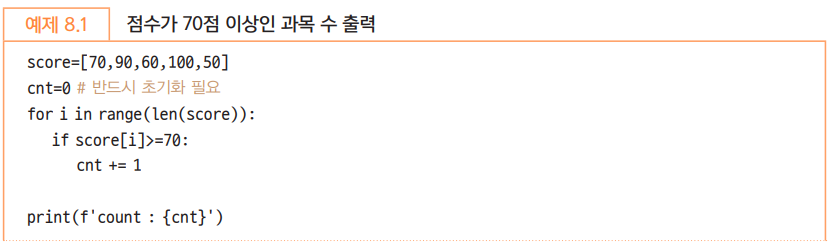 예제 8.1 점수가 70점 이상인 과목 수 출력
score=[70,90,60,100,50]
cnt=0 # 반드시 초기화 필요
for i in range(len(score)):
    if score[i]>=70:
        cnt += 1
print(f'count : {cnt}')